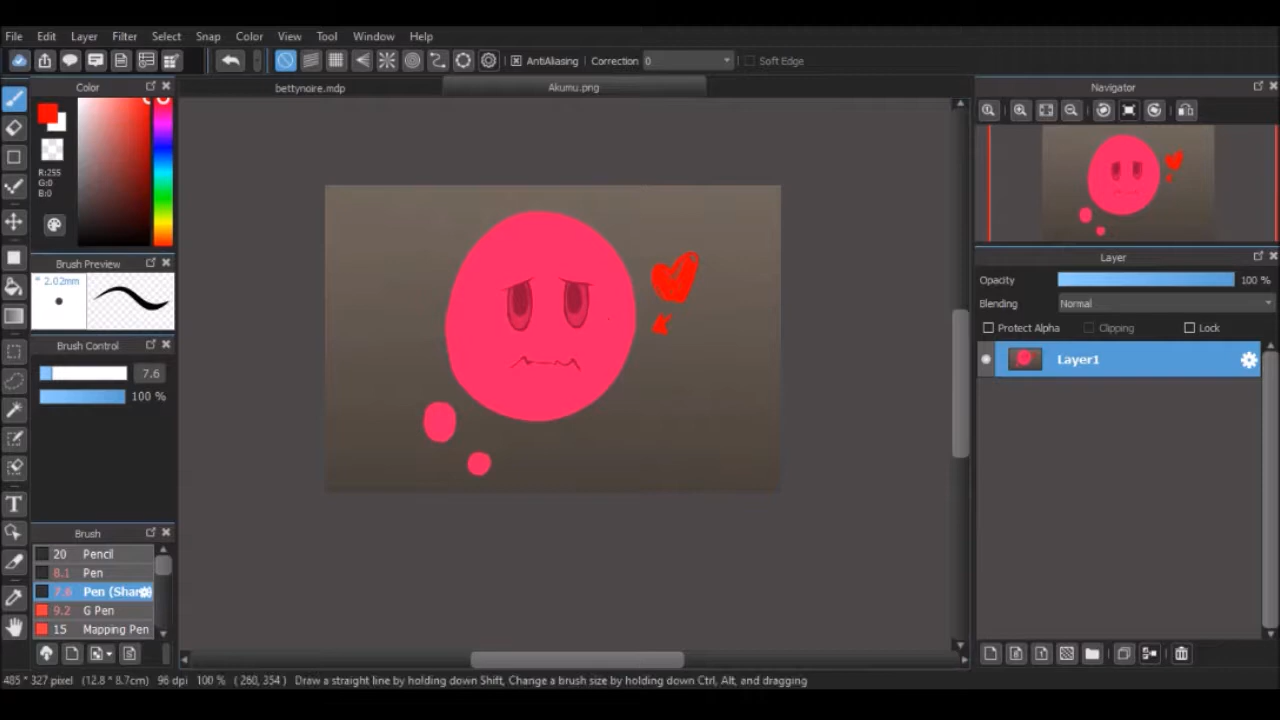 File Edit Layer Filter Select Snap Color View Tool Window Help
AntiAliasing Correction 0 Soft Edge
Color
bettynoire.mdp Akumu.png
Navigator
R:255
G:0
B:0
Brush Preview
* 2.02mm
Layer
Opacity 100 %
Blending Normal
Protect Alpha Clipping Lock
Brush Control
Layer1
7.6
100 %
Brush
20 Pencil
8.1 Pen
7.6 Pen (Sharp)
9.2 G Pen
15 Mapping Pen
485 * 327 pixel (12.8 * 8.7cm) 96 dpi 100 % ( 260, 354 ) Draw a straight line by holding down Shift, Change a brush size by holding down Ctrl, Alt, and dragging